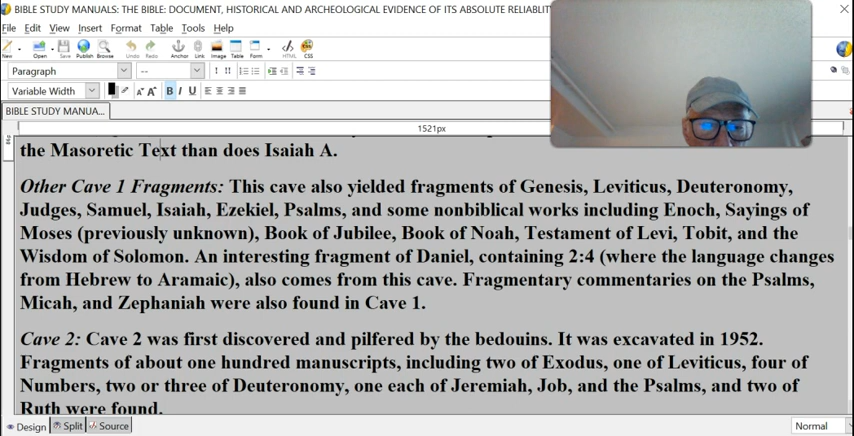 BIBLE STUDY MANUALS: THE BIBLE: DOCUMENT, HISTORICAL AND ARCHEOLOGICAL EVIDENCE OF ITS ABSOLUTE
File Edit View Insert Format Table Tools Help
New Open Save Publish Browse Undo Redo Anchor Link Image Table Form HTML CSS
Paragraph --
Variable Width B I U
BIBLE STUDY MANUA...
1521px
the Masoretic Text than does Isaiah A.
Other Cave 1 Fragments: This cave also yielded fragments of Genesis, Leviticus, Deuteronomy,
Judges, Samuel, Isaiah, Ezekiel, Psalms, and some nonbiblical works including Enoch, Sayings of
Moses (previously unknown), Book of Jubilee, Book of Noah, Testament of Levi, Tobit, and the
Wisdom of Solomon. An interesting fragment of Daniel, containing 2:4 (where the language changes
from Hebrew to Aramaic), also comes from this cave. Fragmentary commentaries on the Psalms,
Micah, and Zephaniah were also found in Cave 1.
Cave 2: Cave 2 was first discovered and pilfered by the bedouins. It was excavated in 1952.
Fragments of about one hundred manuscripts, including two of Exodus, one of Leviticus, four of
Numbers, two or three of Deuteronomy, one each of Jeremiah, Job, and the Psalms, and two of
Ruth were found.
Design Split Source Normal